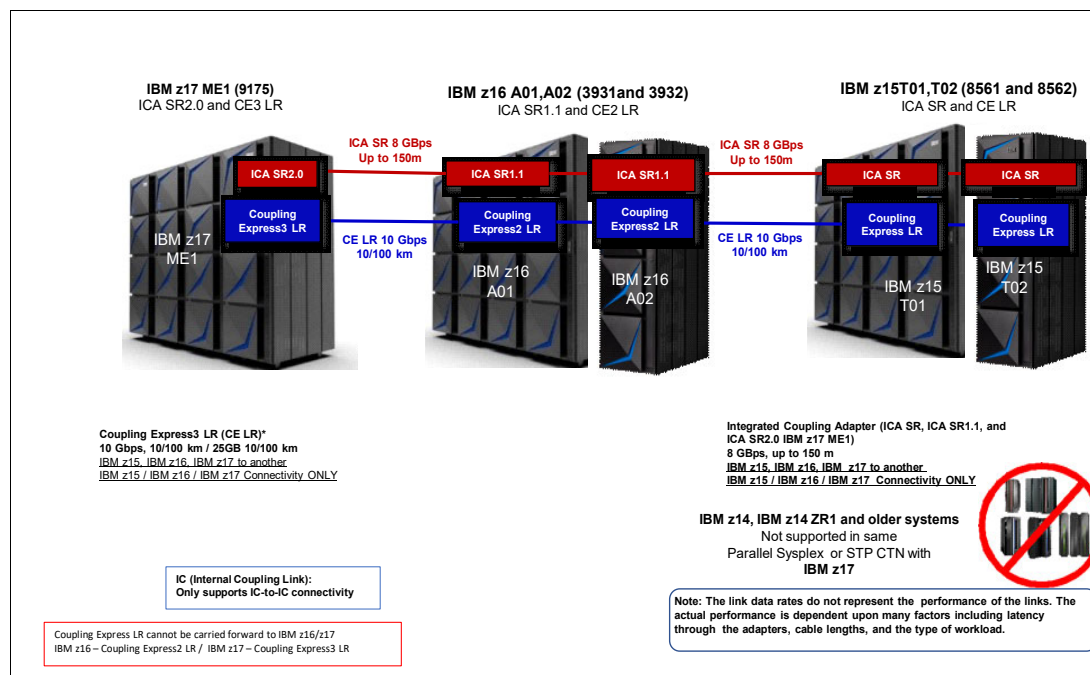 IBM z17 ME1 (9175)
ICA SR2.0 and CE3 LR
IBM z16 A01,A02 (3931and 3932)
ICA SR1.1 and CE2 LR
IBM z15T01,T02 (8561 and 8562)
ICA SR and CE LR
ICA SR 8 GBps
Up to 150m
ICA SR 8 GBps
Up to 150m
ICA SR2.0
ICA SR1.1
ICA SR1.1
ICA SR
ICA SR
Coupling
Express3 LR
Coupling
Express2 LR
Coupling
Express2 LR
Coupling
Express LR
Coupling
Express LR
CE LR 10 Gbps
10/100 km
CE LR 10 Gbps
10/100 km
IBM z17
ME1
IBM z16
A01
IBM z16
A02
IBM z15
T01
IBM z15
T02
Coupling Express3 LR (CE LR)*
10 Gbps, 10/100 km / 25GB 10/100 km
IBM z15, IBM z16, IBM z17 to another
IBM z15 / IBM z16 / IBM z17 Connectivity ONLY
Integrated Coupling Adapter (ICA SR, ICA SR1.1, and
ICA SR2.0 IBM z17 ME1)
8 GBps, up to 150 m
IBM z15, IBM z16, IBM z17 to another
IBM z15 / IBM z16 / IBM z17 Connectivity ONLY
IBM z14, IBM z14 ZR1 and older systems
Not supported in same
Parallel Sysplex or STP CTN with
IBM z17
IC (Internal Coupling Link):
Only supports IC-to-IC connectivity
Note: The link data rates do not represent the performance of the links. The
actual performance is dependent upon many factors including latency
through the adapters, cable lengths, and the type of workload.
Coupling Express LR cannot be carried forward to IBM z16/z17
IBM z16 – Coupling Express2 LR / IBM z17 – Coupling Express3 LR